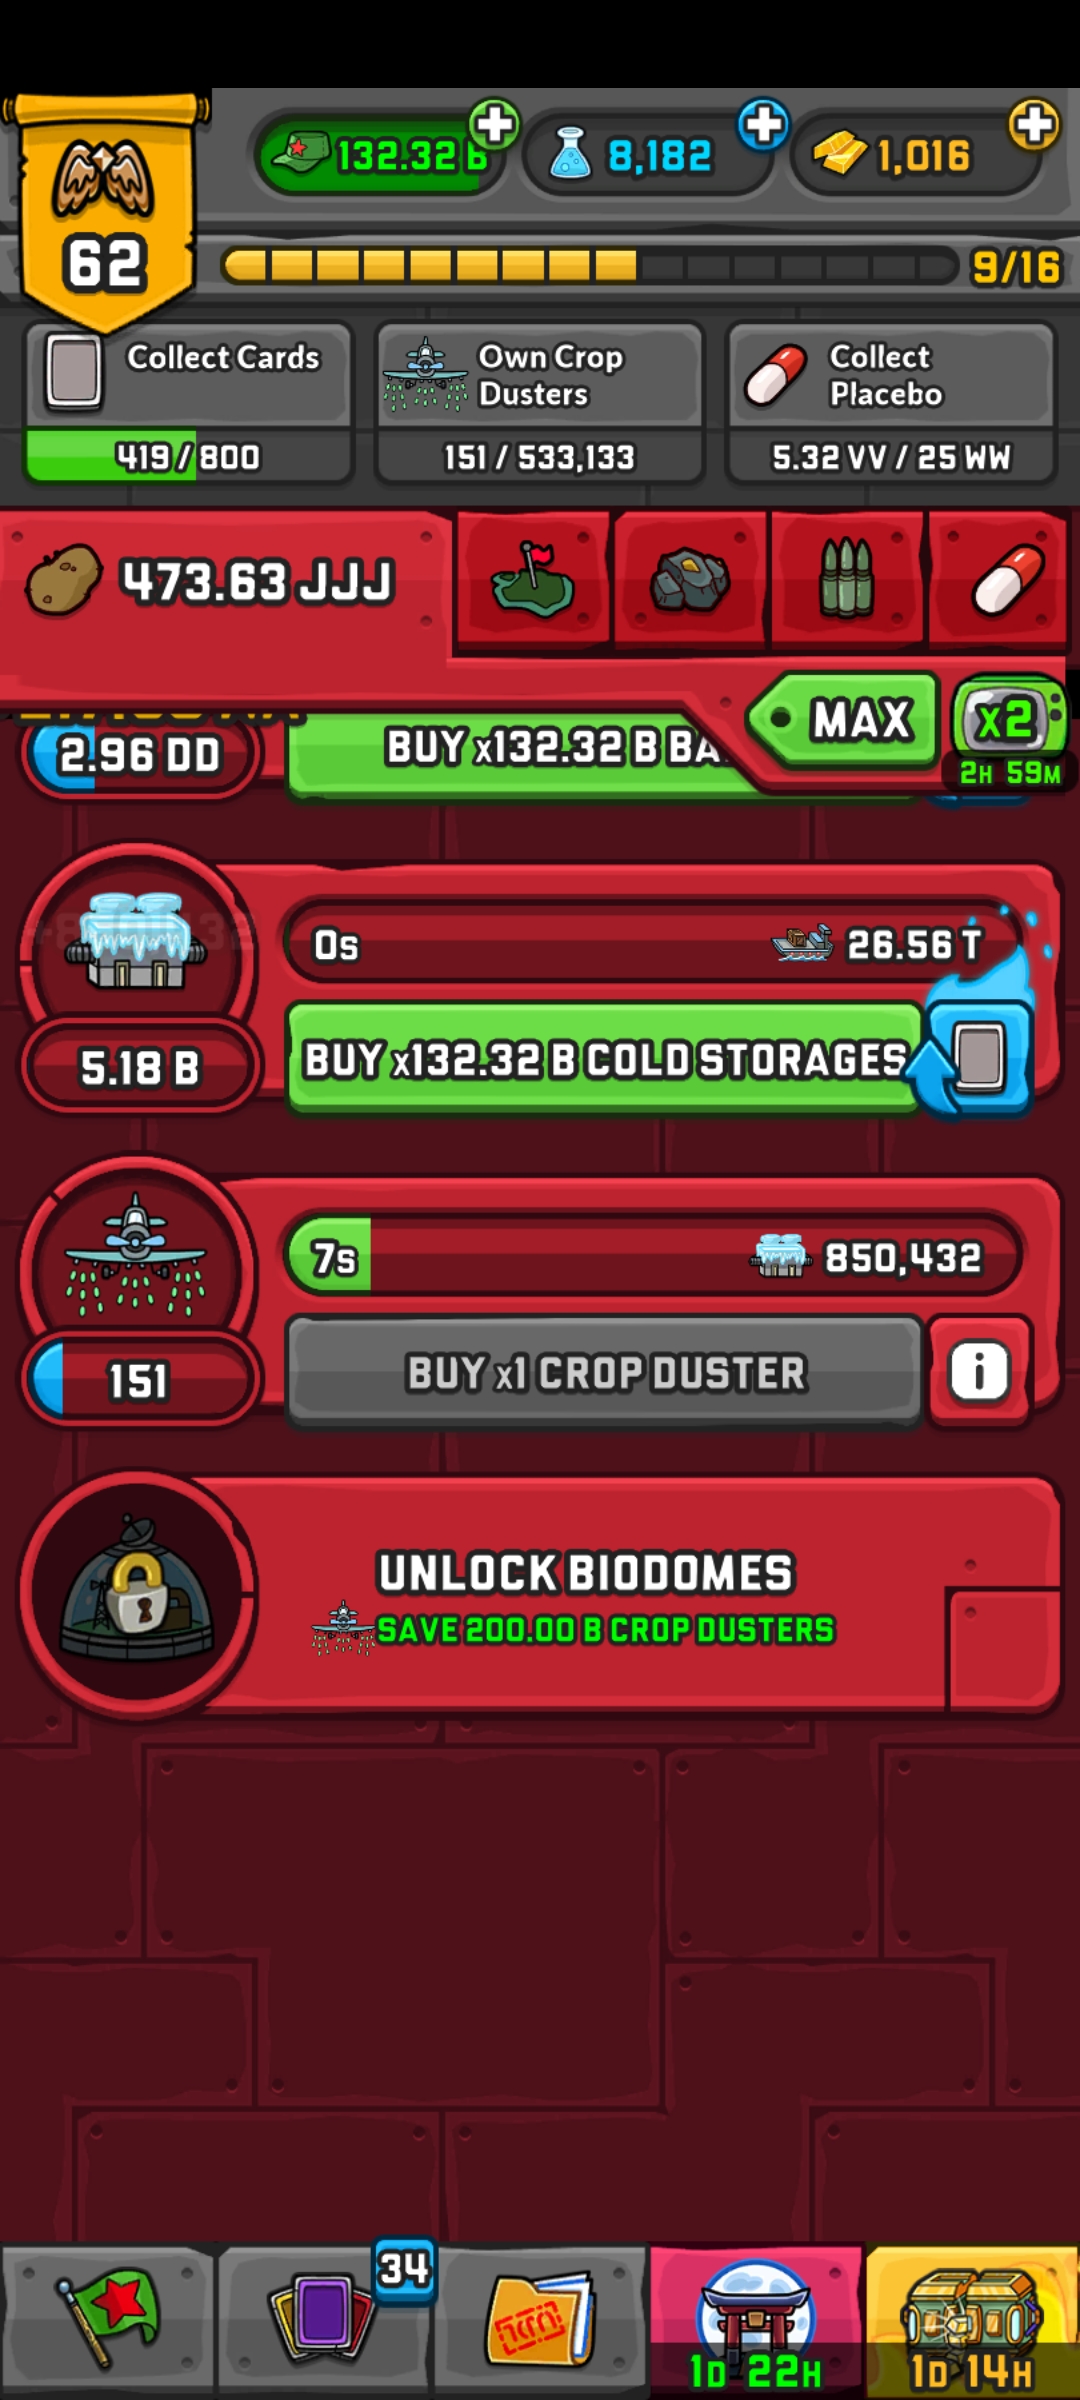 132.32 B
8,182
1,016
62
9/16
Collect Cards
419 / 800
Own Crop
Dusters
151 / 533,133
Collect
Placebo
5.32 VV / 25 WW
473.63 JJJ
MAX
x2
2H 59M
2.96 DD
BUY x132.32 B BA
0s
26.56 T
5.18 B
BUY x132.32 B COLD STORAGES
7s
850,432
151
BUY x1 CROP DUSTER
i
UNLOCK BIODOMES
SAVE 200.00 B CROP DUSTERS
34
1D 22H
1D 14H